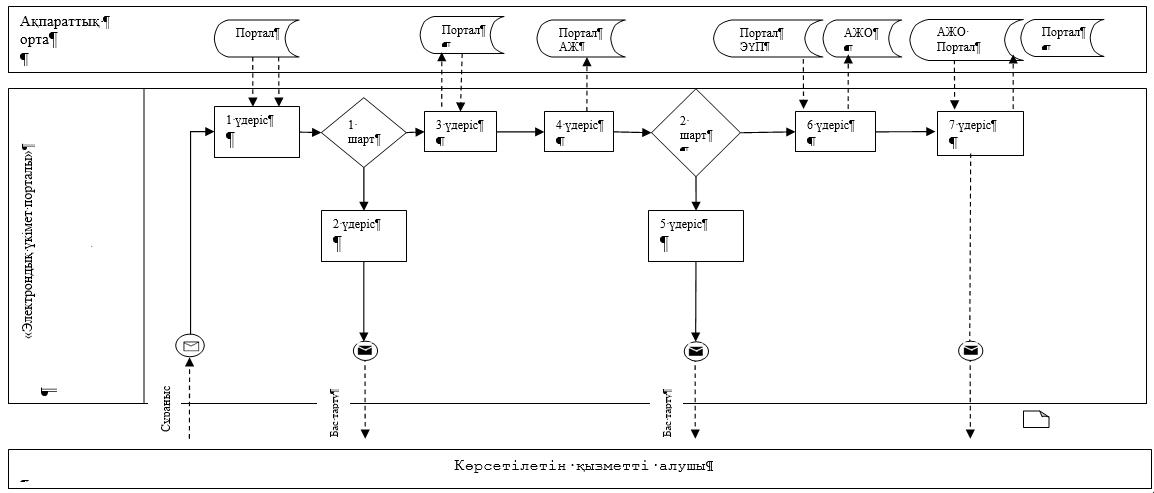 Ақпараттық·¶
орта¶
¶
Портал¶
Портал¶
¶
Портал¶
АЖ¶
Портал¶
ЭҮП¶
АЖО¶
¶
АЖО·
Портал¶
Портал¶
¶
«Электрондық·үкімет·порталы»¶
¶
1·үдеріс¶
¶
1·
шарт¶
3·үдеріс¶
¶
4·үдеріс¶
¶
2·
шарт¶
¶
6·үдеріс¶
¶
7·үдеріс¶
¶
2·үдеріс¶
¶
5·үдеріс¶
¶
Сұраныс
Бас·тарту¶
Бас·тарту¶
Көрсетілетін·қызметті·алушы¶
¶